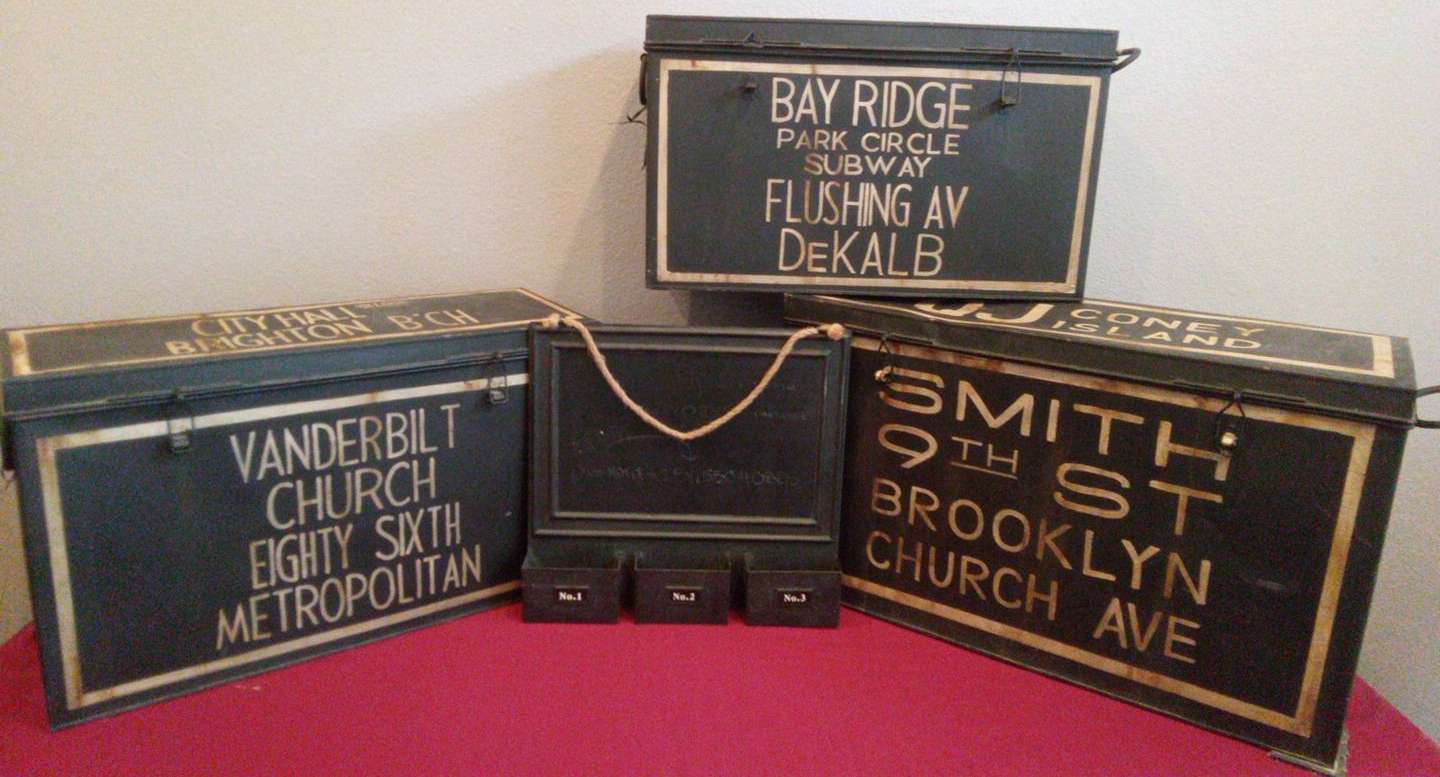 BAY RIDGE
PARK CIRCLE
SUBWAY
FLUSHING AV
DEKALB
CITY HALL
BRIGHTON B'CH
VANDERBILT
CHURCH
EIGHTY SIXTH
METROPOLITAN
No.1
No.2
No.3
JJ CONEY
ISLAND
SMITH
9TH ST
BROOKLYN
CHURCH AVE